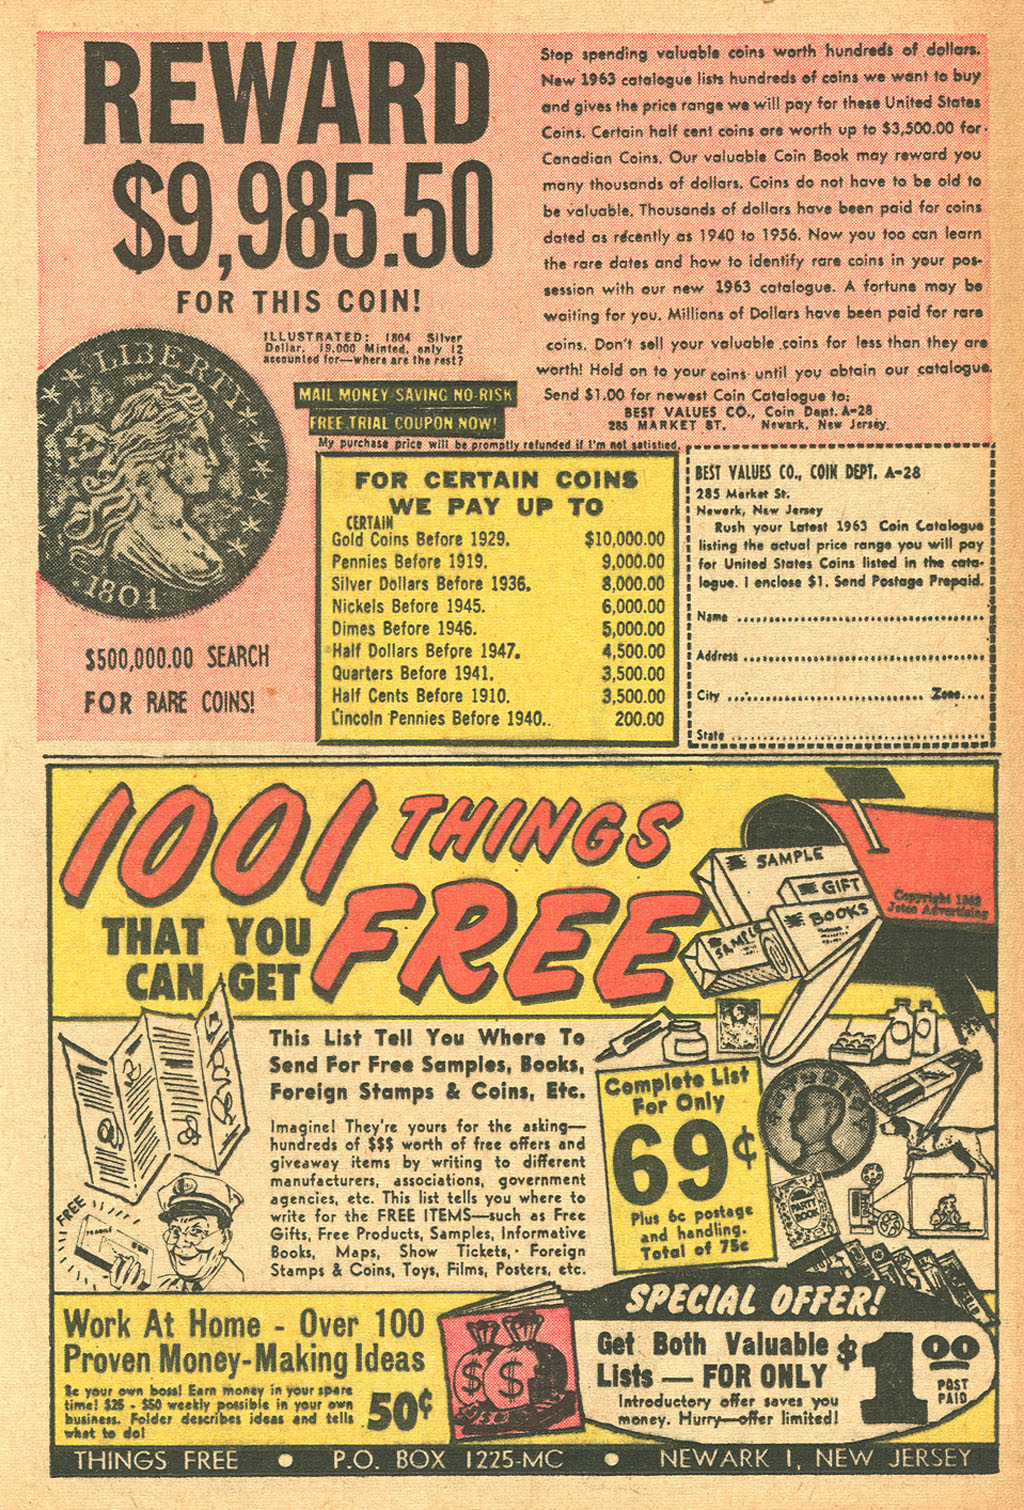 REWARD
$9,985.50
FOR THIS COIN!
ILLUSTRATED: 1804 Silver
Dollar, 19,000 Minted, only 12
accounted for—where are the rest?
LIBERTY
1804
MAIL MONEY-SAVING NO-RISK
FREE TRIAL COUPON NOW!
My purchase price will be promptly refunded if I'm not satisfied.
$500,000.00 SEARCH
FOR RARE COINS!
Stop spending valuable coins worth hundreds of dollars.
New 1963 catalogue lists hundreds of coins we want to buy
and gives the price range we will pay for these United States
Coins. Certain half cent coins are worth up to $3,500.00 for
Canadian Coins. Our valuable Coin Book may reward you
many thousands of dollars. Coins do not have to be old to
be valuable. Thousands of dollars have been paid for coins
dated as recently as 1940 to 1956. Now you too can learn
the rare dates and how to identify rare coins in your pos-
session with our new 1963 catalogue. A fortune may be
waiting for you. Millions of Dollars have been paid for rare
coins. Don't sell your valuable coins for less than they are
worth! Hold on to your coins until you obtain our catalogue.
Send $1.00 for newest Coin Catalogue to:
BEST VALUES CO., Coin Dept. A-28
285 MARKET ST. Newark, New Jersey.
FOR CERTAIN COINS
WE PAY UP TO
CERTAIN
Gold Coins Before 1929. $10,000.00
Pennies Before 1919. 9,000.00
Silver Dollars Before 1936. 8,000.00
Nickels Before 1945. 6,000.00
Dimes Before 1946. 5,000.00
Half Dollars Before 1947. 4,500.00
Quarters Before 1941. 3,500.00
Half Cents Before 1910. 3,500.00
Lincoln Pennies Before 1940.. 200.00
BEST VALUES CO., COIN DEPT. A-28
285 Market St.
Newark, New Jersey
Rush your Latest 1963 Coin Catalogue
listing the actual price range you will pay
for United States Coins listed in the cata-
logue. I enclose $1. Send Postage Prepaid.
Name
Address
City Zone
State
1001 THINGS
THAT YOU
CAN GET
FREE
SAMPLE
GIFT
BOOKS
SAMPLE
Copyright 1962
Jetco Advertising
This List Tell You Where To
Send For Free Samples, Books,
Foreign Stamps & Coins, Etc.
Imagine! They're yours for the asking—
hundreds of $$$ worth of free offers and
giveaway items by writing to different
manufacturers, associations, government
agencies, etc. This list tells you where to
write for the FREE ITEMS—such as Free
Gifts, Free Products, Samples, Informative
Books, Maps, Show Tickets, Foreign
Stamps & Coins, Toys, Films, Posters, etc.
FREE
Complete List
For Only
69¢
Plus 6c postage
and handling.
Total of 75c
PARTY
BOOK
Work At Home - Over 100
Proven Money-Making Ideas
Be your own boss! Earn money in your spare
time! $25 - $50 weekly possible in your own
business. Folder describes ideas and tells
what to do!
50¢
$ $
SPECIAL OFFER!
Get Both Valuable
Lists — FOR ONLY
$1.00
POST
PAID
Introductory offer saves you
money. Hurry—offer limited!
THINGS FREE • P.O. BOX 1225-MC • NEWARK 1, NEW JERSEY